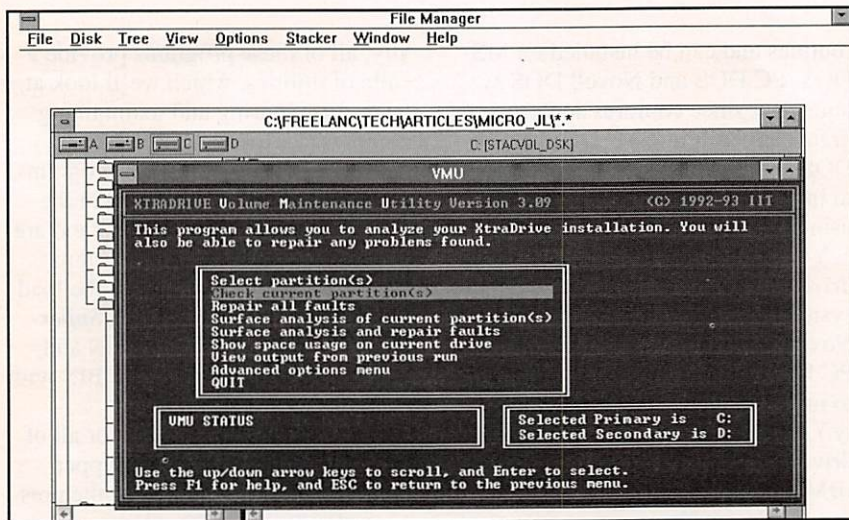 File Manager
File Disk Tree View Options Stacker Window Help
C:\FREELANC\TECH\ARTICLES\MICRO_JL\*.*
A B C D C: [STACVOL_DSK]
VMU
XTRADRIVE Volume Maintenance Utility Version 3.09 (C) 1992-93 IIT
This program allows you to analyze your XtraDrive installation. You will
also be able to repair any problems found.
Select partition(s)
Check current partition(s)
Repair all faults
Surface analysis of current partition(s)
Surface analysis and repair faults
Show space usage on current drive
View output from previous run
Advanced options menu
QUIT
VMU STATUS
Selected Primary is C:
Selected Secondary is D:
Use the up/down arrow keys to scroll, and Enter to select.
Press F1 for help, and ESC to return to the previous menu.